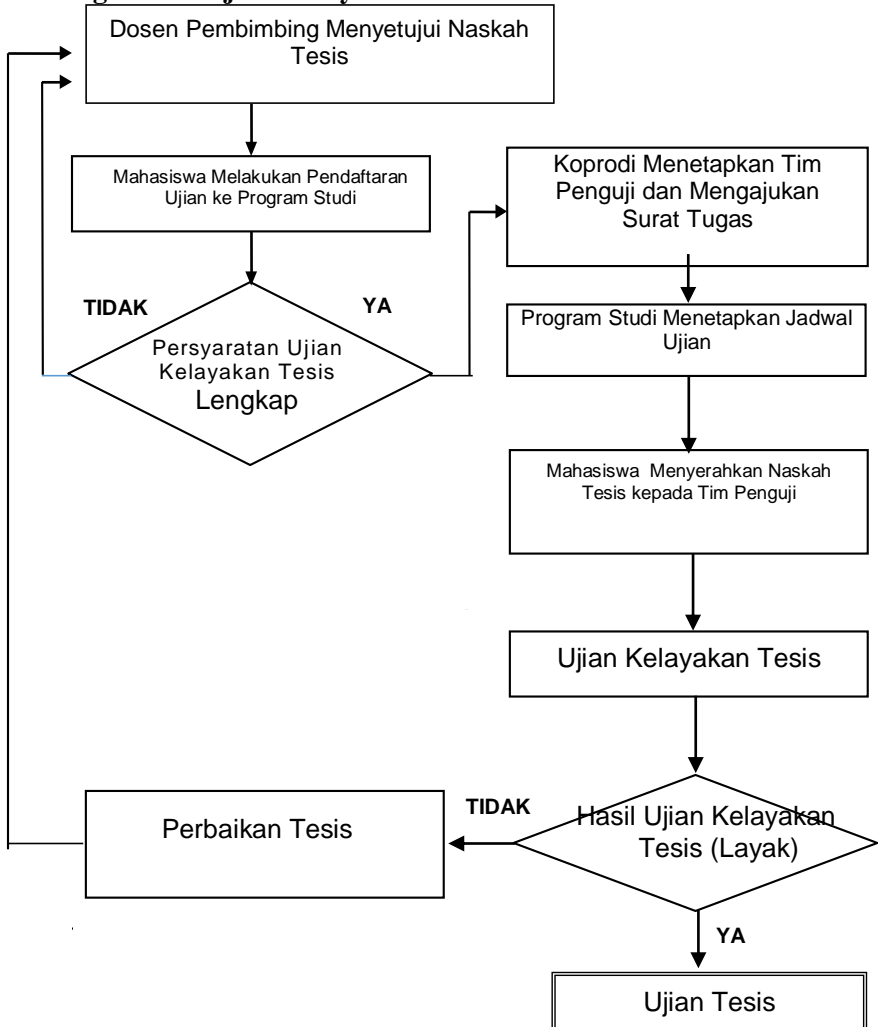 Dosen Pembimbing Menyetujui Naskah
Tesis
Mahasiswa Melakukan Pendaftaran
Ujian ke Program Studi
TIDAK
YA
Persyaratan Ujian
Kelayakan Tesis
Lengkap
Koprodi Menetapkan Tim
Penguji dan Mengajukan
Surat Tugas
Program Studi Menetapkan Jadwal
Ujian
Mahasiswa Menyerahkan Naskah
Tesis kepada Tim Penguji
Ujian Kelayakan Tesis
Hasil Ujian Kelayakan
Tesis (Layak)
TIDAK
Perbaikan Tesis
YA
Ujian Tesis